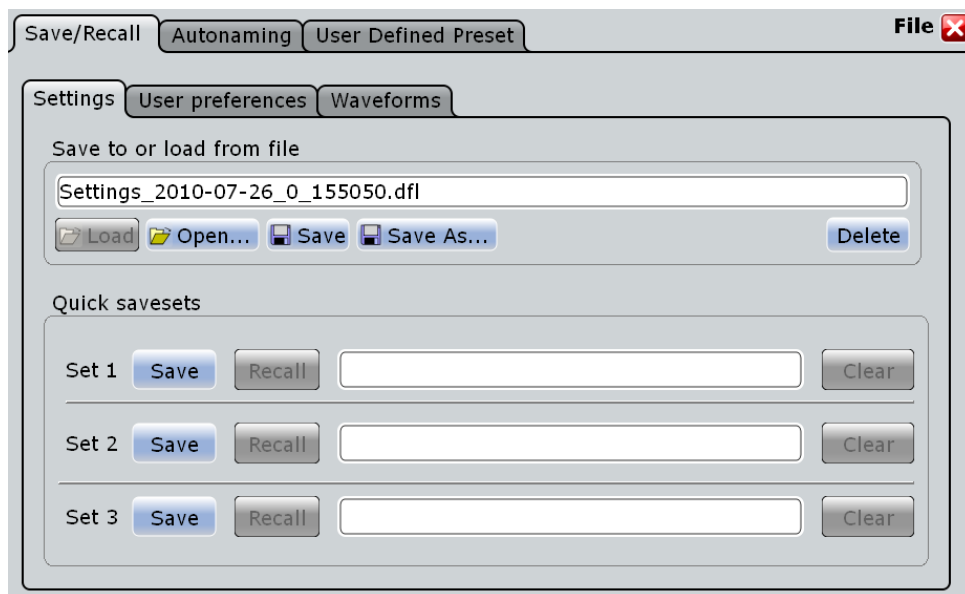 Save/Recall Autonaming User Defined Preset File
Settings User preferences Waveforms
Save to or load from file
Settings_2010-07-26_0_155050.dfl
Load Open... Save Save As... Delete
Quick savesets
Set 1 Save Recall Clear
Set 2 Save Recall Clear
Set 3 Save Recall Clear